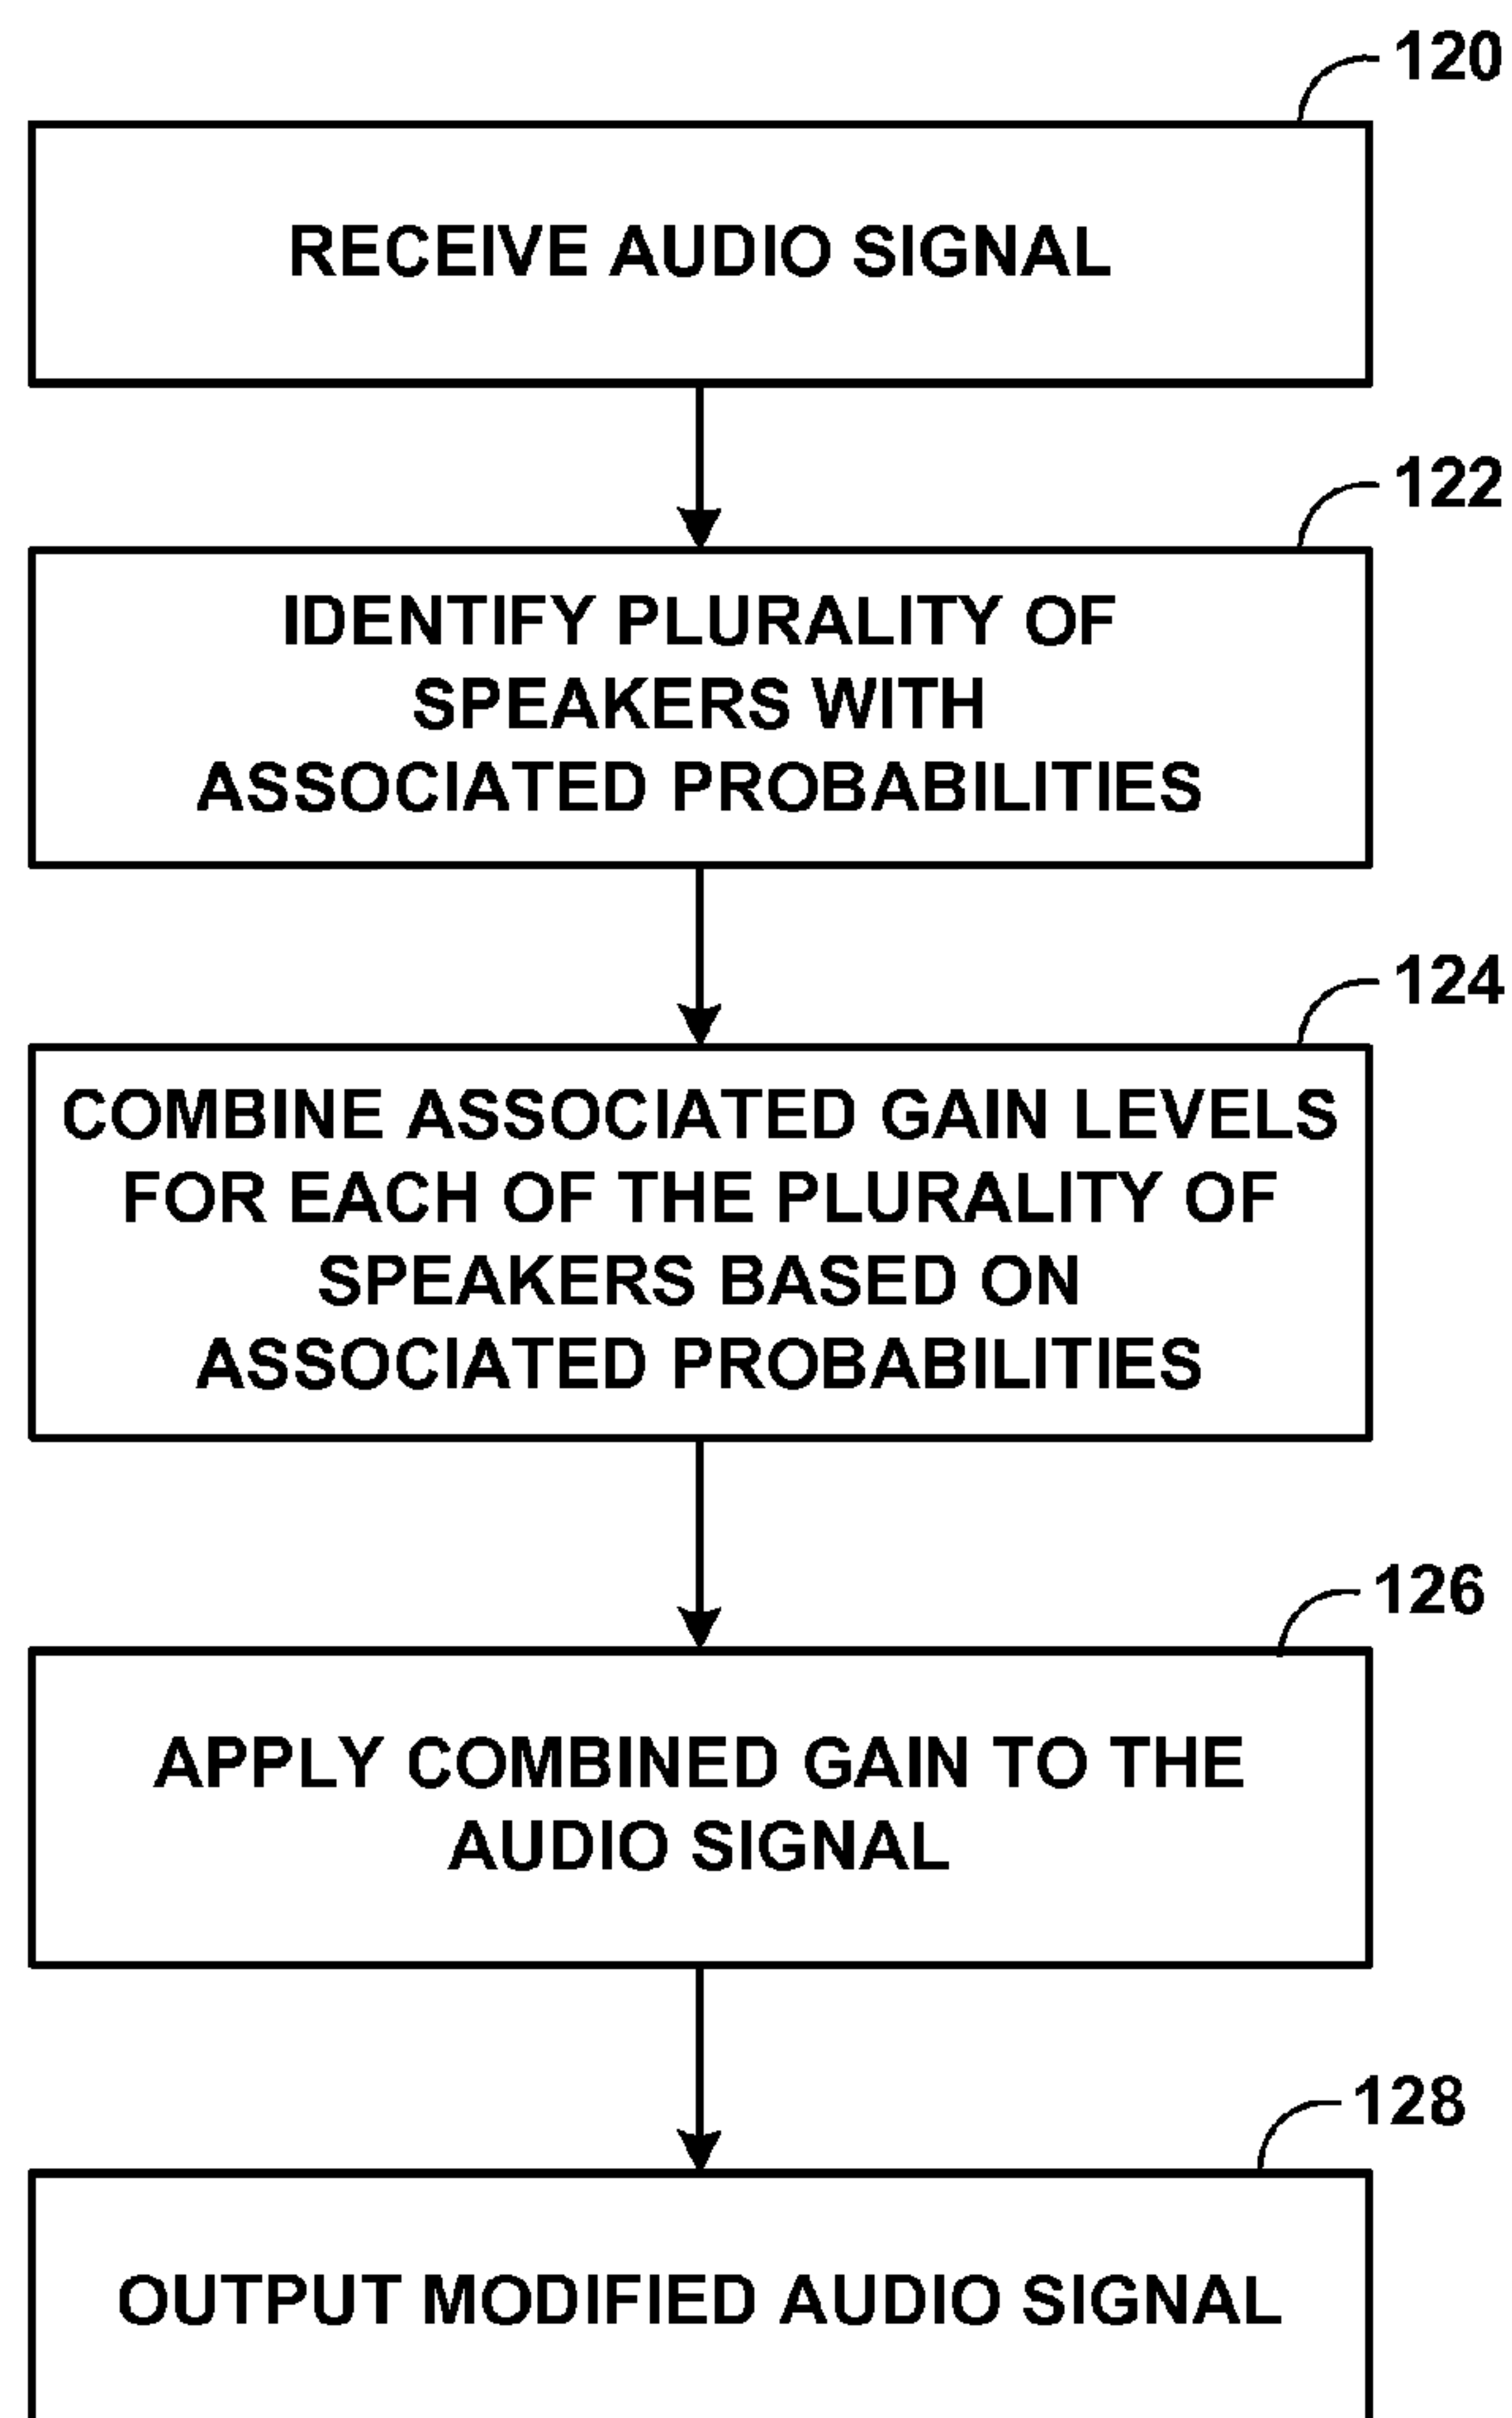 120
RECEIVE AUDIO SIGNAL
122
IDENTIFY PLURALITY OF
SPEAKERS WITH
ASSOCIATED PROBABILITIES
124
COMBINE ASSOCIATED GAIN LEVELS
FOR EACH OF THE PLURALITY OF
SPEAKERS BASED ON
ASSOCIATED PROBABILITIES
126
APPLY COMBINED GAIN TO THE
AUDIO SIGNAL
128
OUTPUT MODIFIED AUDIO SIGNAL